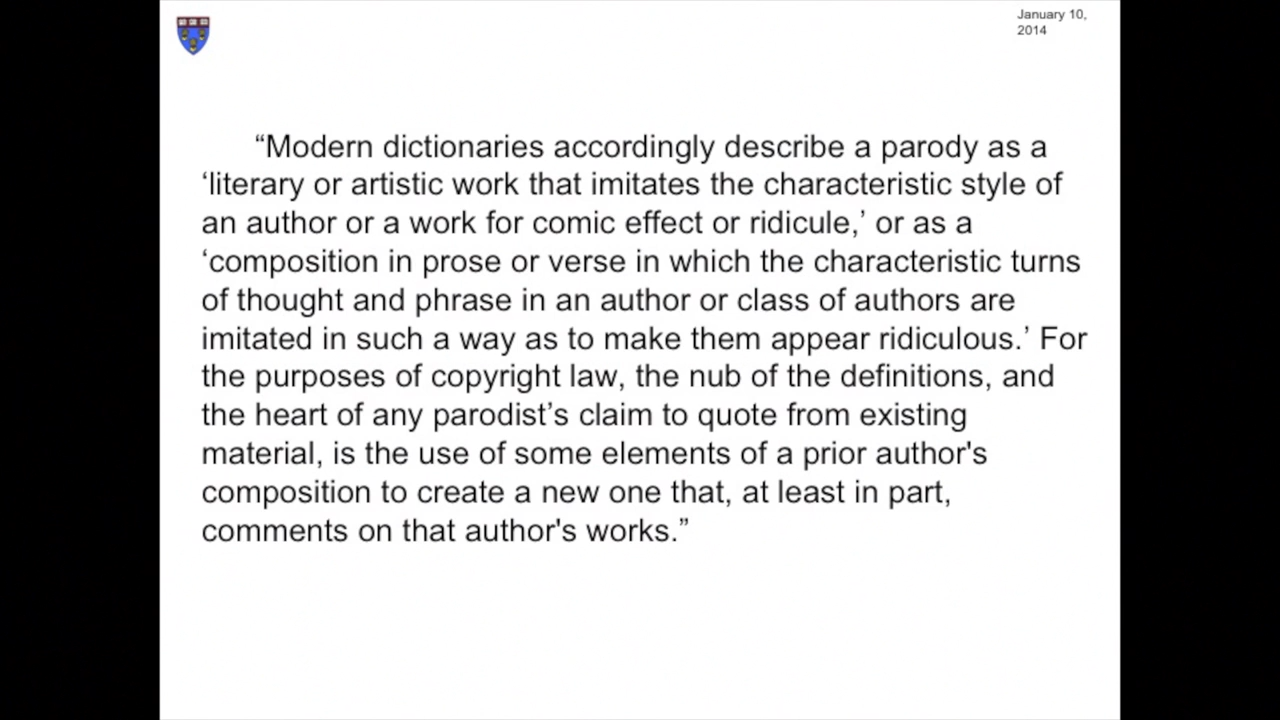 January 10,
2014
“Modern dictionaries accordingly describe a parody as a
‘literary or artistic work that imitates the characteristic style of
an author or a work for comic effect or ridicule,’ or as a
‘composition in prose or verse in which the characteristic turns
of thought and phrase in an author or class of authors are
imitated in such a way as to make them appear ridiculous.’ For
the purposes of copyright law, the nub of the definitions, and
the heart of any parodist’s claim to quote from existing
material, is the use of some elements of a prior author's
composition to create a new one that, at least in part,
comments on that author's works.”